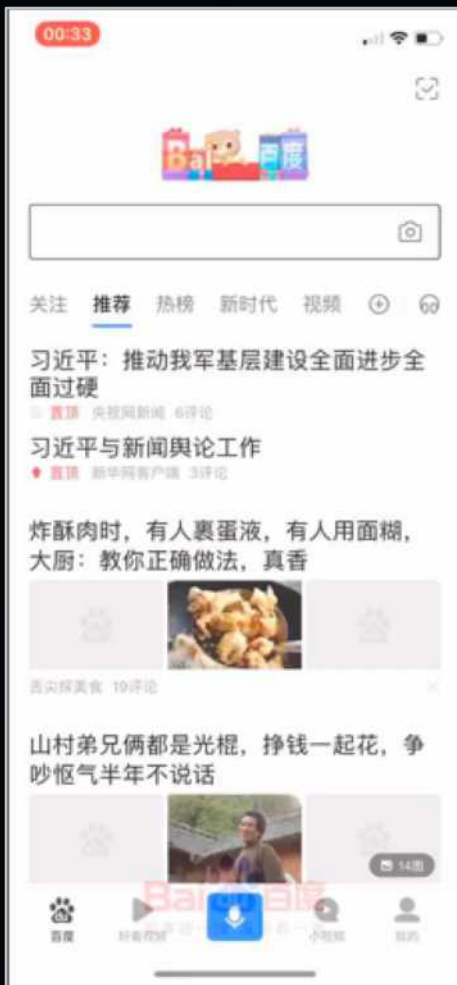 00:33
Bai 百度
关注 推荐 热榜 新时代 视频
习近平：推动我军基层建设全面进步全
面过硬
置顶 央视网新闻 6评论
习近平与新闻舆论工作
置顶 新华网客户端 3评论
炸酥肉时，有人裹蛋液，有人用面糊，
大厨：教你正确做法，真香
舌尖探美食 19评论
山村弟兄俩都是光棍，挣钱一起花，争
吵怄气半年不说话
14图
Bai du 百度
百度 好看视频 小视频 我的